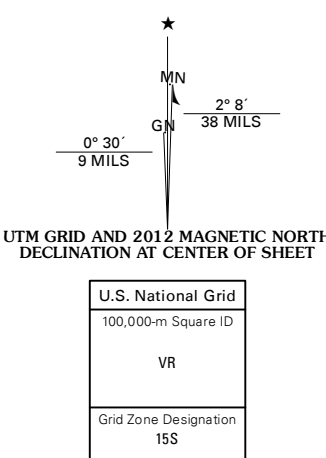 ★
MN
GN
2° 8´
38 MILS
0° 30´
9 MILS
UTM GRID AND 2012 MAGNETIC NORTH
DECLINATION AT CENTER OF SHEET
U.S. National Grid
100,000-m Square ID
VR
Grid Zone Designation
15S